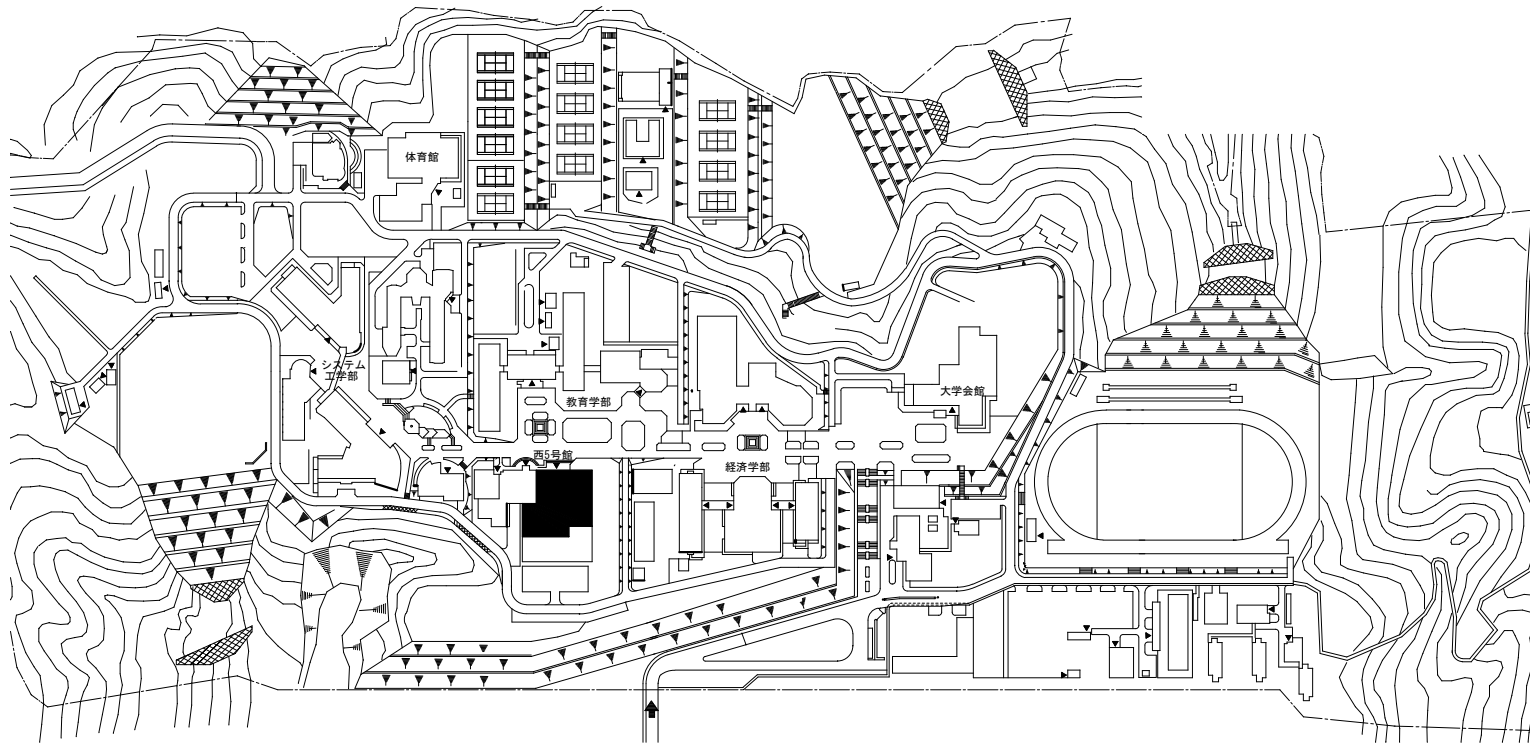 体育館
システム
工学部
大学会館
教育学部
西5号館
経済学部